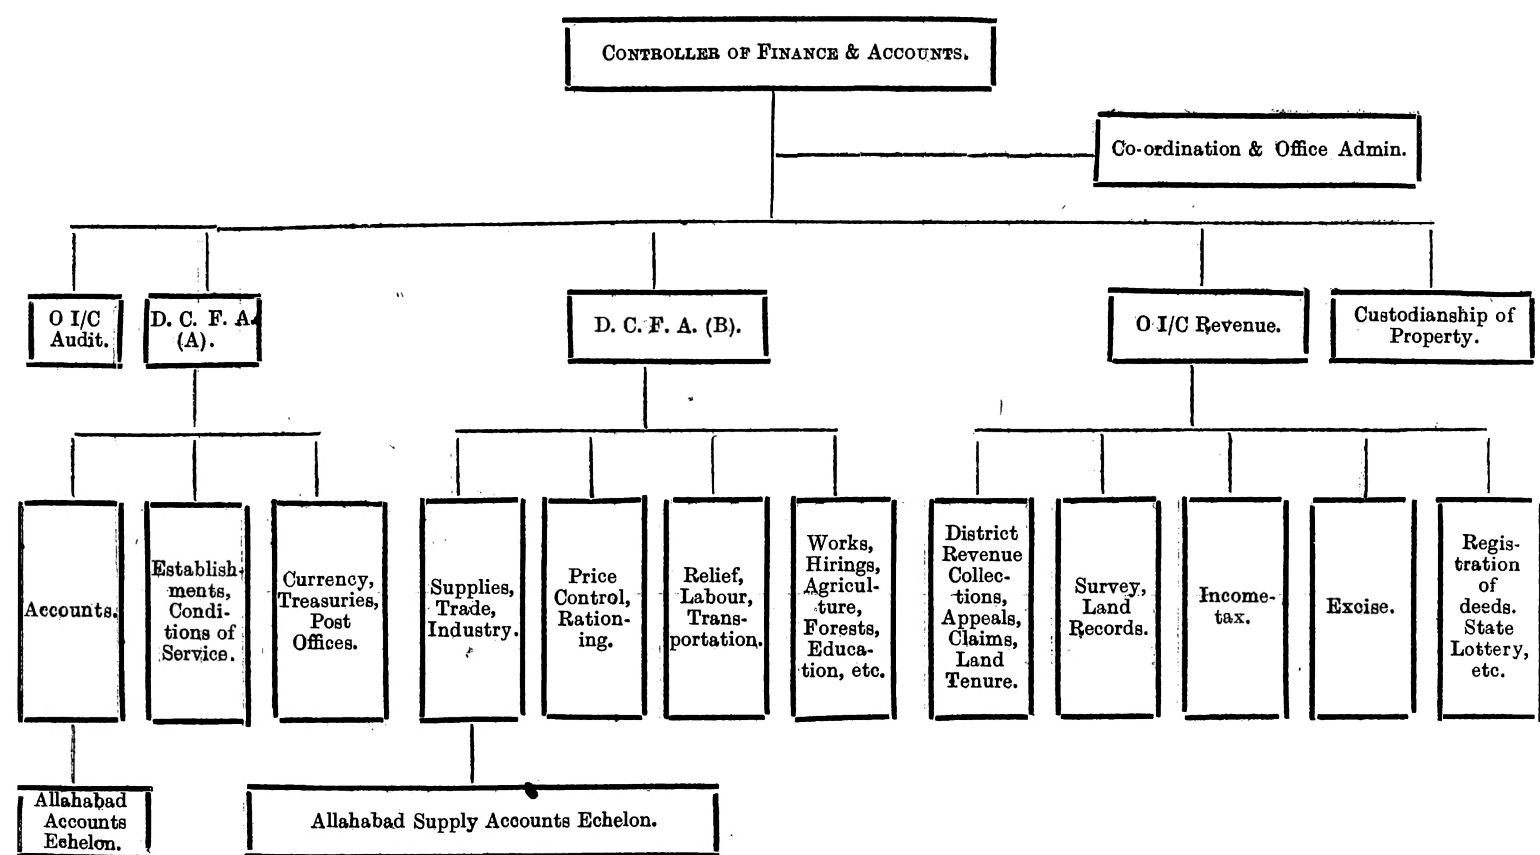 CONTROLLER OF FINANCE & ACCOUNTS.
Co-ordination & Office Admin.
O I/C
Audit.
D. C. F. A.
(A).
D. C. F. A. (B).
O I/C Revenue.
Custodianship of
Property.
Accounts.
Establish-
ments,
Condi-
tions of
Service.
Currency,
Treasuries,
Post
Offices.
Supplies,
Trade,
Industry.
Price
Control,
Ration-
ing.
Relief,
Labour,
Trans-
portation.
Works,
Hirings,
Agricul-
ture,
Forests,
Educa-
tion, etc.
District
Revenue
Collec-
tions,
Appeals,
Claims,
Land
Tenure.
Survey,
Land
Records.
Income-
tax.
Excise.
Regis-
tration
of
deeds.
State
Lottery,
etc.
Allahabad
Accounts
Echelon.
Allahabad Supply Accounts Echelon.